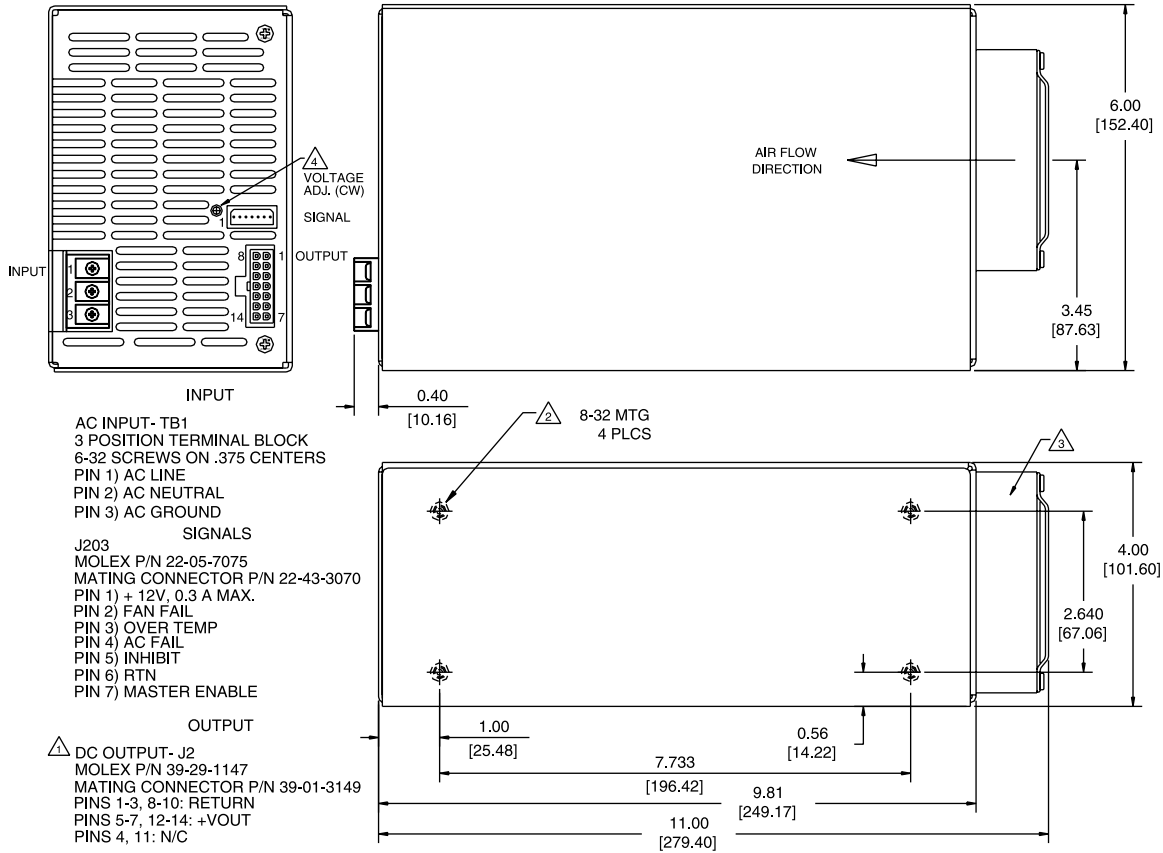 4
VOLTAGE
ADJ. (CW)
1
SIGNAL
INPUT
1
2
3
8
1
OUTPUT
14
7
AIR FLOW
DIRECTION
6.00
[152.40]
3.45
[87.63]
0.40
[10.16]
INPUT
AC INPUT- TB1
3 POSITION TERMINAL BLOCK
6-32 SCREWS ON .375 CENTERS
PIN 1) AC LINE
PIN 2) AC NEUTRAL
PIN 3) AC GROUND
SIGNALS
J203
MOLEX P/N 22-05-7075
MATING CONNECTOR P/N 22-43-3070
PIN 1) + 12V, 0.3 A MAX.
PIN 2) FAN FAIL
PIN 3) OVER TEMP
PIN 4) AC FAIL
PIN 5) INHIBIT
PIN 6) RTN
PIN 7) MASTER ENABLE
OUTPUT
1
DC OUTPUT- J2
MOLEX P/N 39-29-1147
MATING CONNECTOR P/N 39-01-3149
PINS 1-3, 8-10: RETURN
PINS 5-7, 12-14: +VOUT
PINS 4, 11: N/C
2
8-32 MTG
4 PLCS
3
4.00
[101.60]
2.640
[67.06]
1.00
[25.48]
0.56
[14.22]
7.733
[196.42]
9.81
[249.17]
11.00
[279.40]